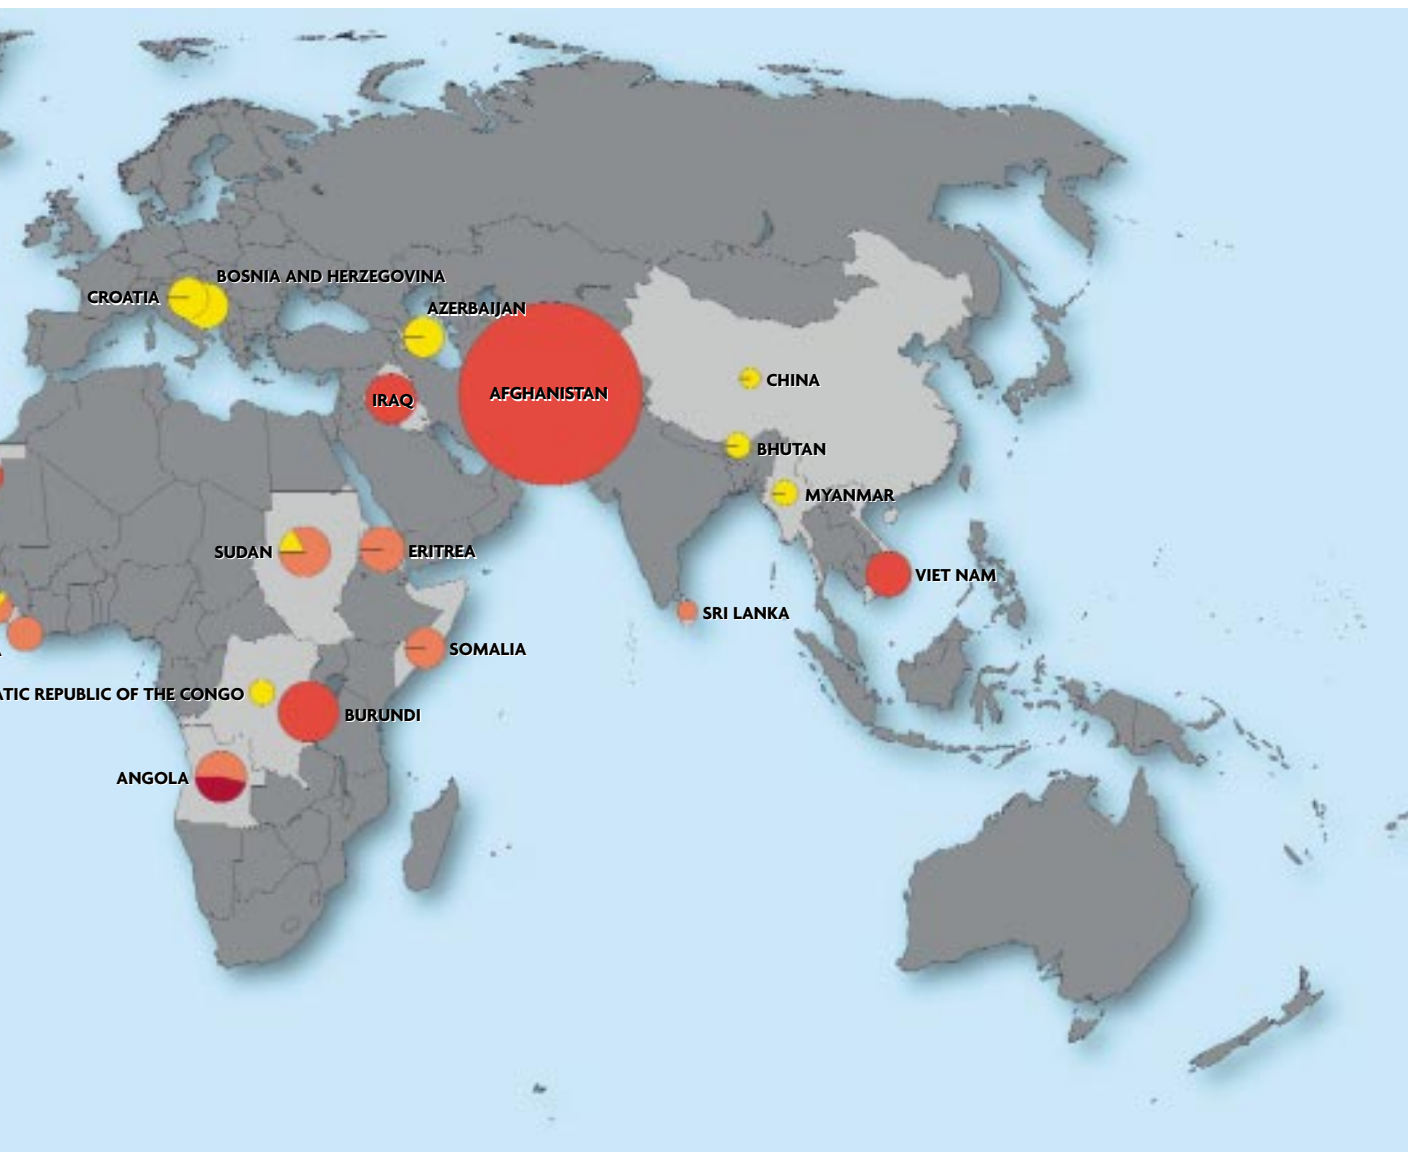 BOSNIA AND HERZEGOVINA
CROATIA
AZERBAIJAN
AFGHANISTAN
IRAQ
CHINA
BHUTAN
MYANMAR
SUDAN
ERITREA
VIET NAM
SRI LANKA
SOMALIA
ATIC REPUBLIC OF THE CONGO
BURUNDI
ANGOLA